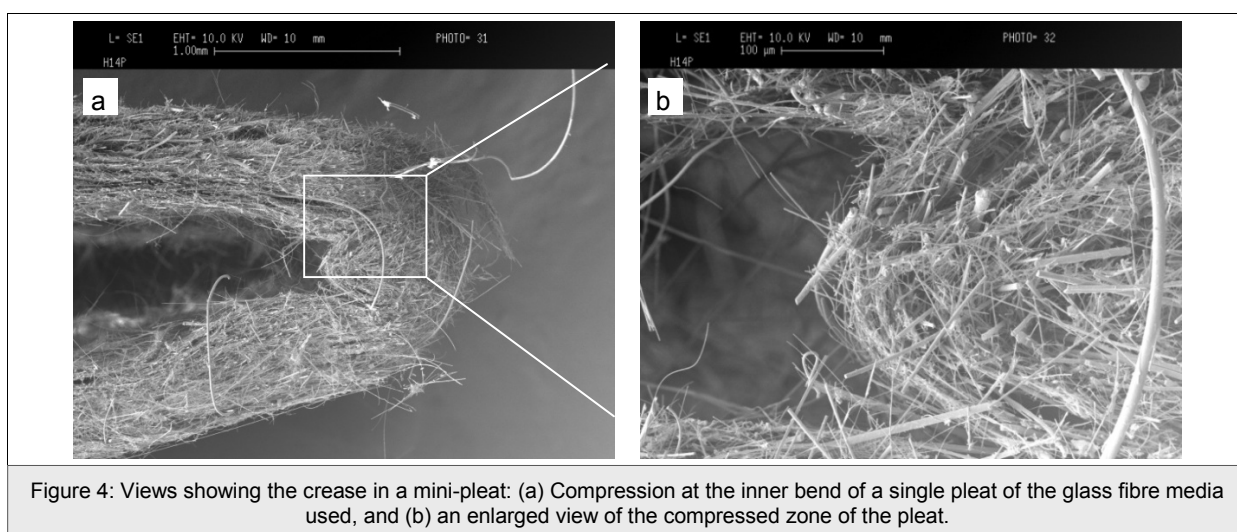 L= SE1 EHT= 10.0 KV WD= 10 mm PHOTO= 31
1.00mm
H14P
a
L= SE1 EHT= 10.0 KV WD= 10 mm PHOTO= 32
100 µm
H14P
b
Figure 4: Views showing the crease in a mini-pleat: (a) Compression at the inner bend of a single pleat of the glass fibre media
used, and (b) an enlarged view of the compressed zone of the pleat.